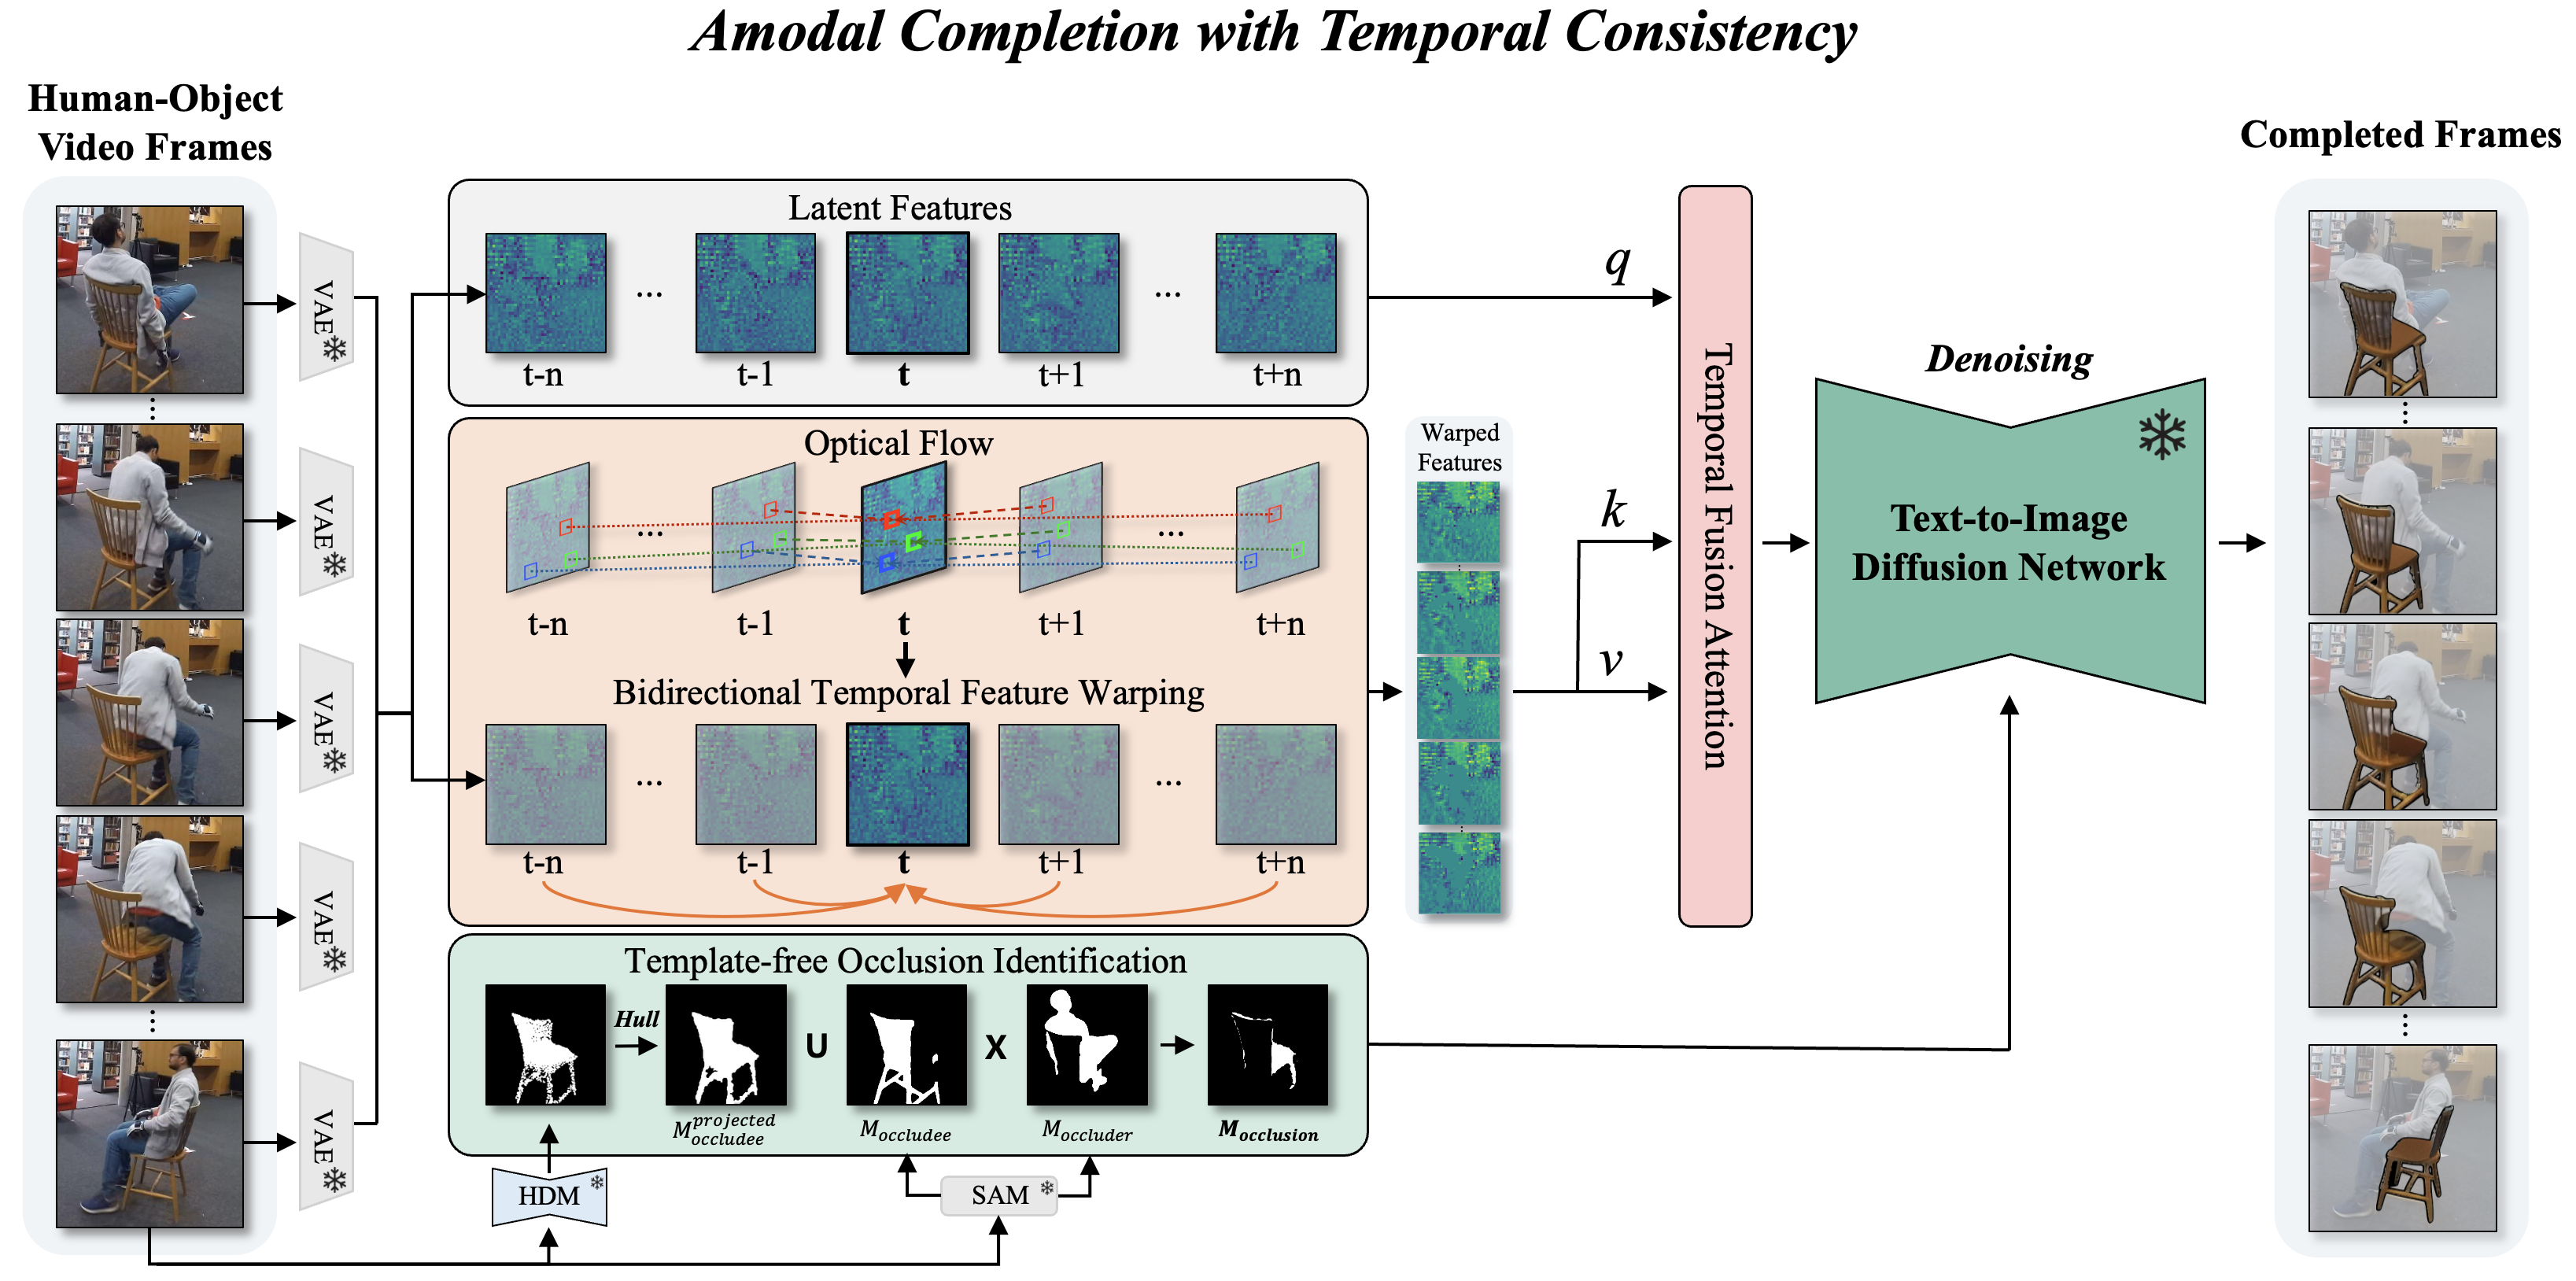 Amodal Completion with Temporal Consistency
Human-Object
Video Frames
VAE
VAE
VAE
VAE
VAE
Latent Features
...
...
t-n
t-1
t
t+1
t+n
Optical Flow
...
...
t-n
t-1
t
t+1
t+n
Bidirectional Temporal Feature Warping
...
...
t-n
t-1
t
t+1
t+n
Template-free Occlusion Identification
Hull
U
X
M_{occludee}^{projected}
M_{occludee}
M_{occluder}
M_{occlusion}
HDM
SAM
Warped
Features
q
k
v
Temporal Fusion Attention
Denoising
Text-to-Image
Diffusion Network
Completed Frames